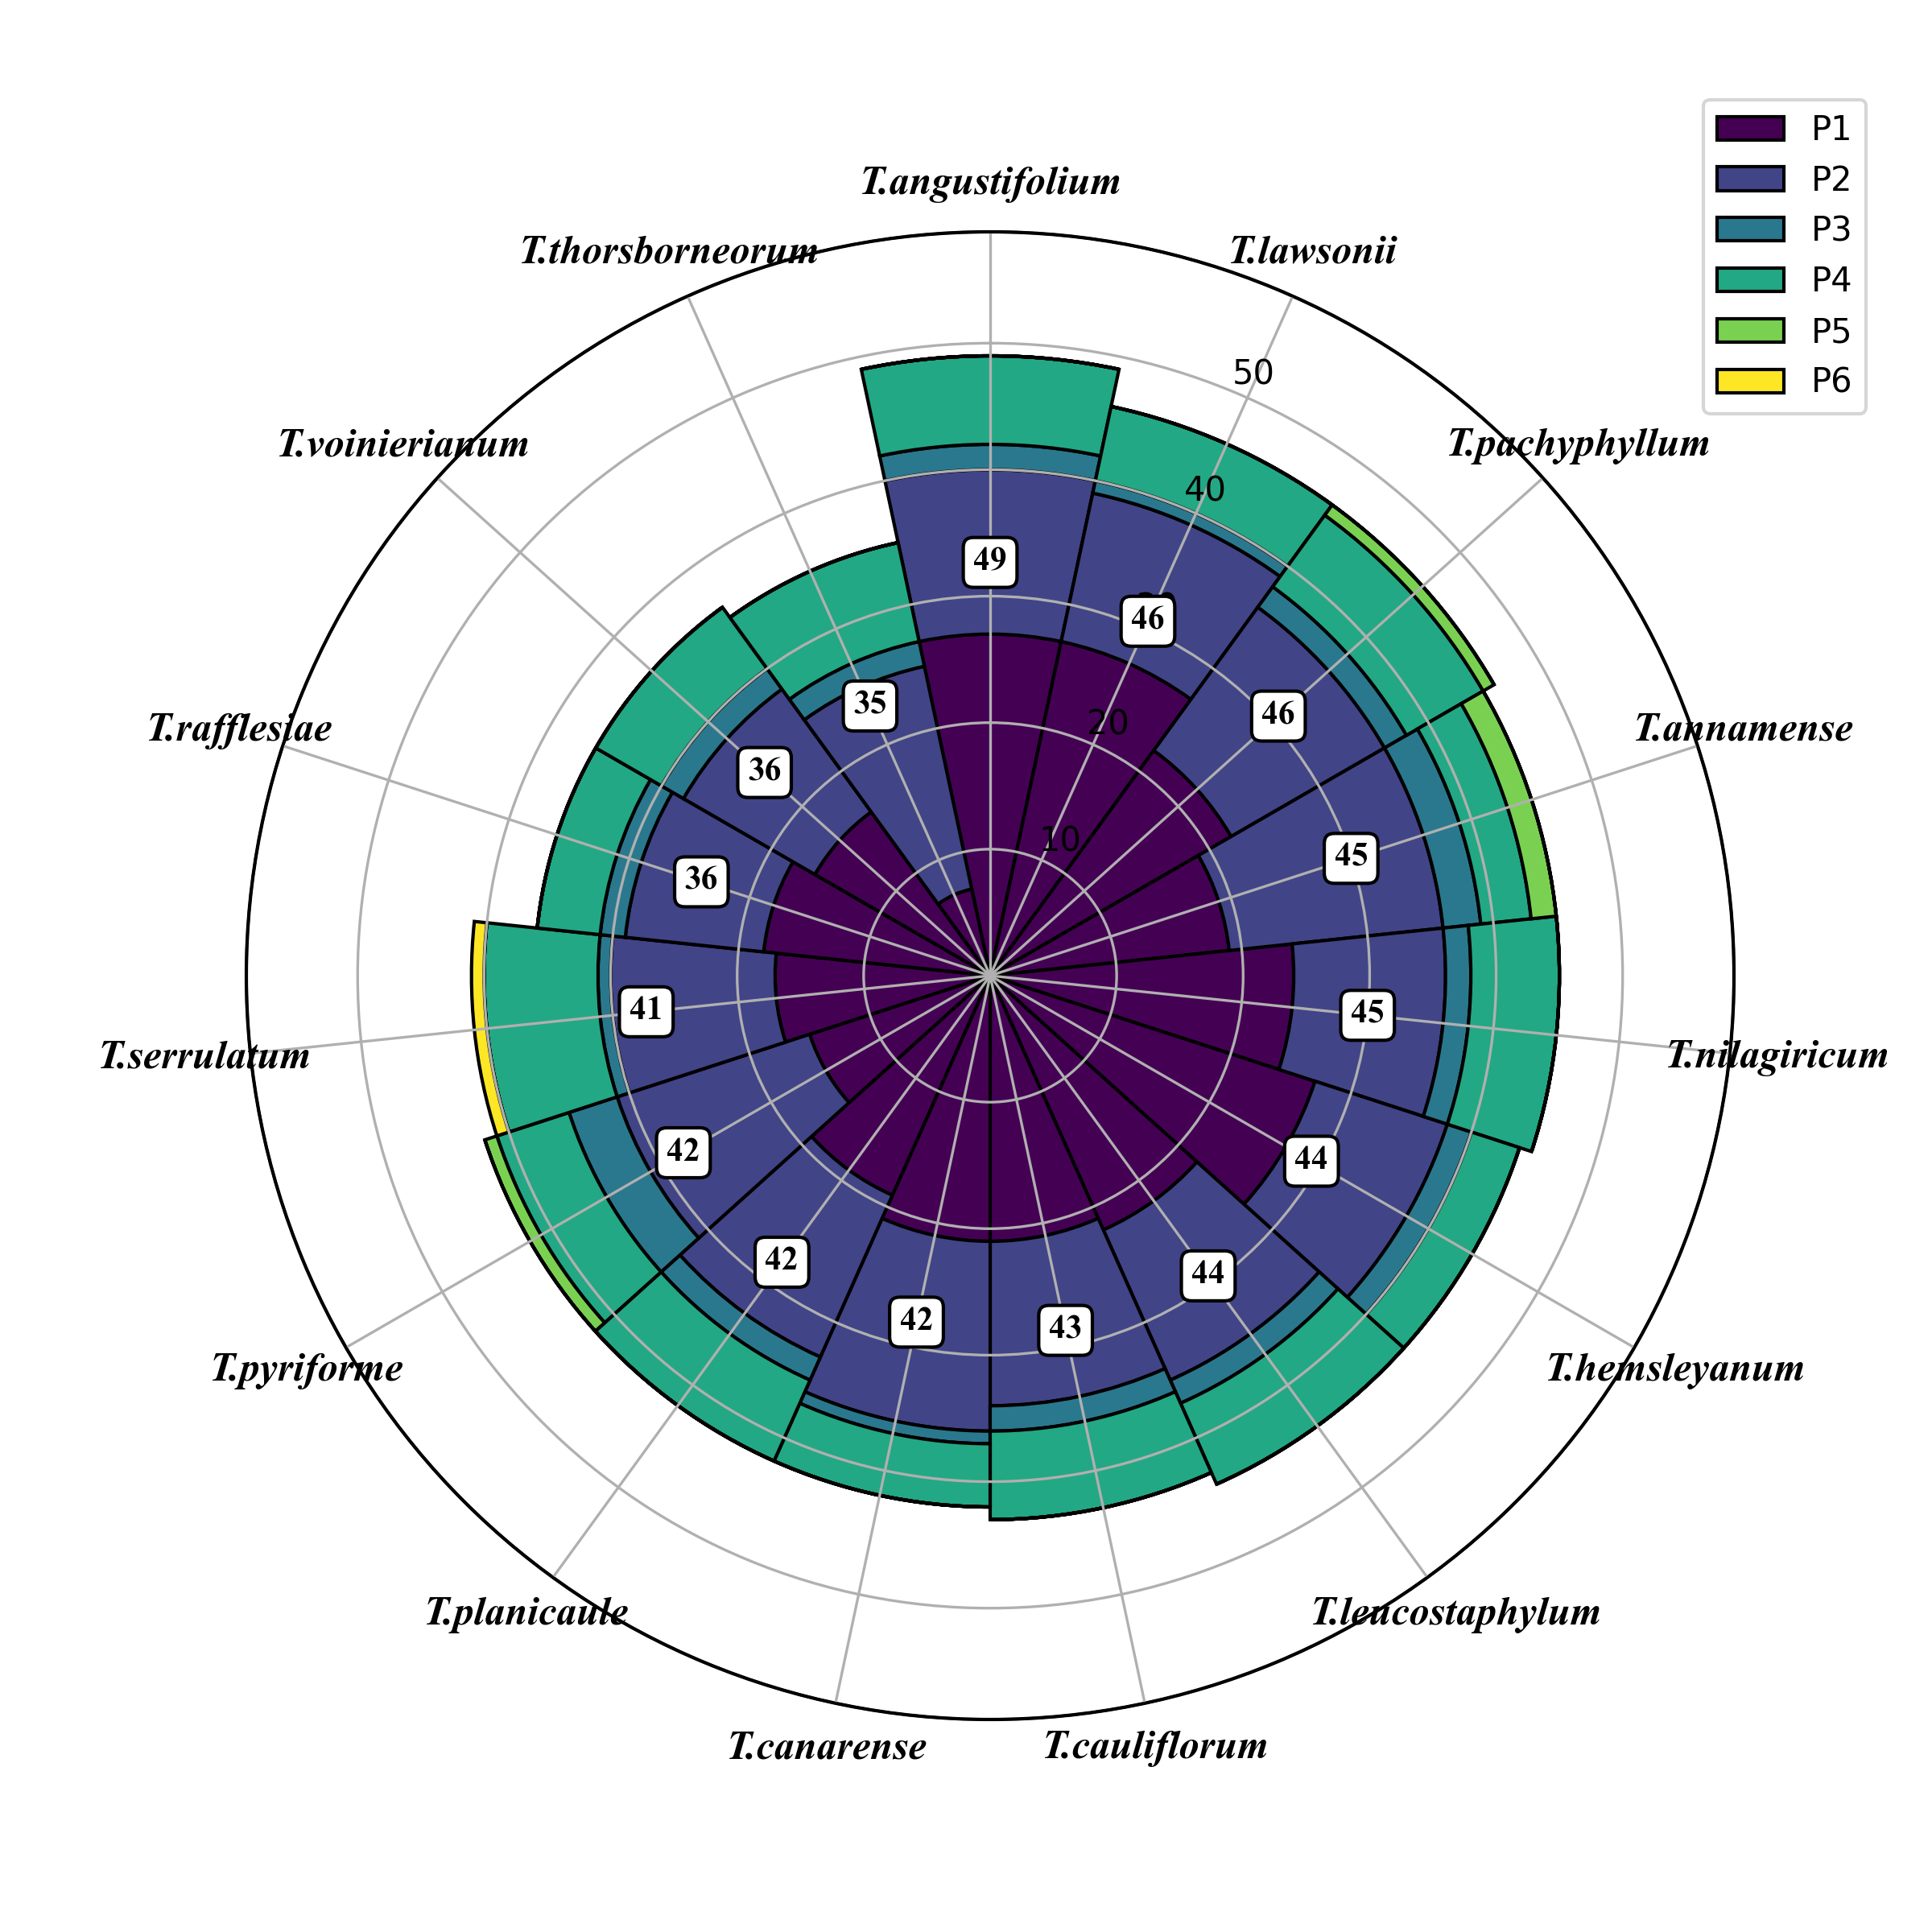 P1
P2
P3
P4
P5
P6
T.angustifolium
T.thorsborneorum
T.lawsonii
50
T.voinierianum
T.pachyphyllum
40
49
46
35
46
T.rafflesiae
20
T.annamense
36
10
45
36
41
45
T.serrulatum
T.nilagiricum
42
44
42
44
42
43
T.pyriforme
T.hemsleyanum
T.planicaule
T.leucostaphylum
T.canarense
T.cauliflorum